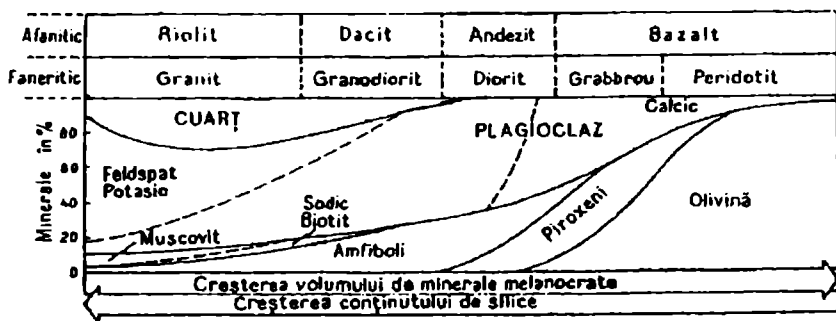 Afanitic Riolit Dacit Andezit Bazalt
Faneritic Granit Granodiorit Diorit Grabbrou Peridotit
CUARȚ
Calcic
PLAGIOCLAZ
Minerale in %
80
60
40
20
0
Feldspat
Potasic
Sodic
Biotit
Muscovit
Amfiboli
Piroxeni
Olivină
Creșterea volumului de minerale melanocrate
Creșterea conținutului de silice